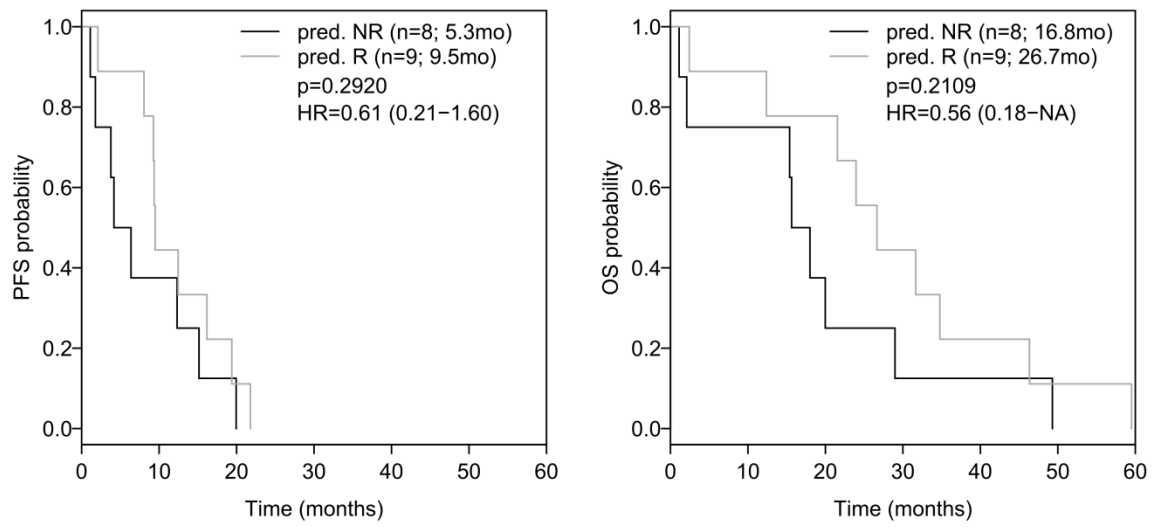 pred. NR (n=8; 5.3mo)
pred. R (n=9; 9.5mo)
p=0.2920
HR=0.61 (0.21−1.60)
1.0
0.8
0.6
0.4
0.2
0.0
PFS probability
0 10 20 30 40 50 60
Time (months)
pred. NR (n=8; 16.8mo)
pred. R (n=9; 26.7mo)
p=0.2109
HR=0.56 (0.18−NA)
1.0
0.8
0.6
0.4
0.2
0.0
OS probability
0 10 20 30 40 50 60
Time (months)